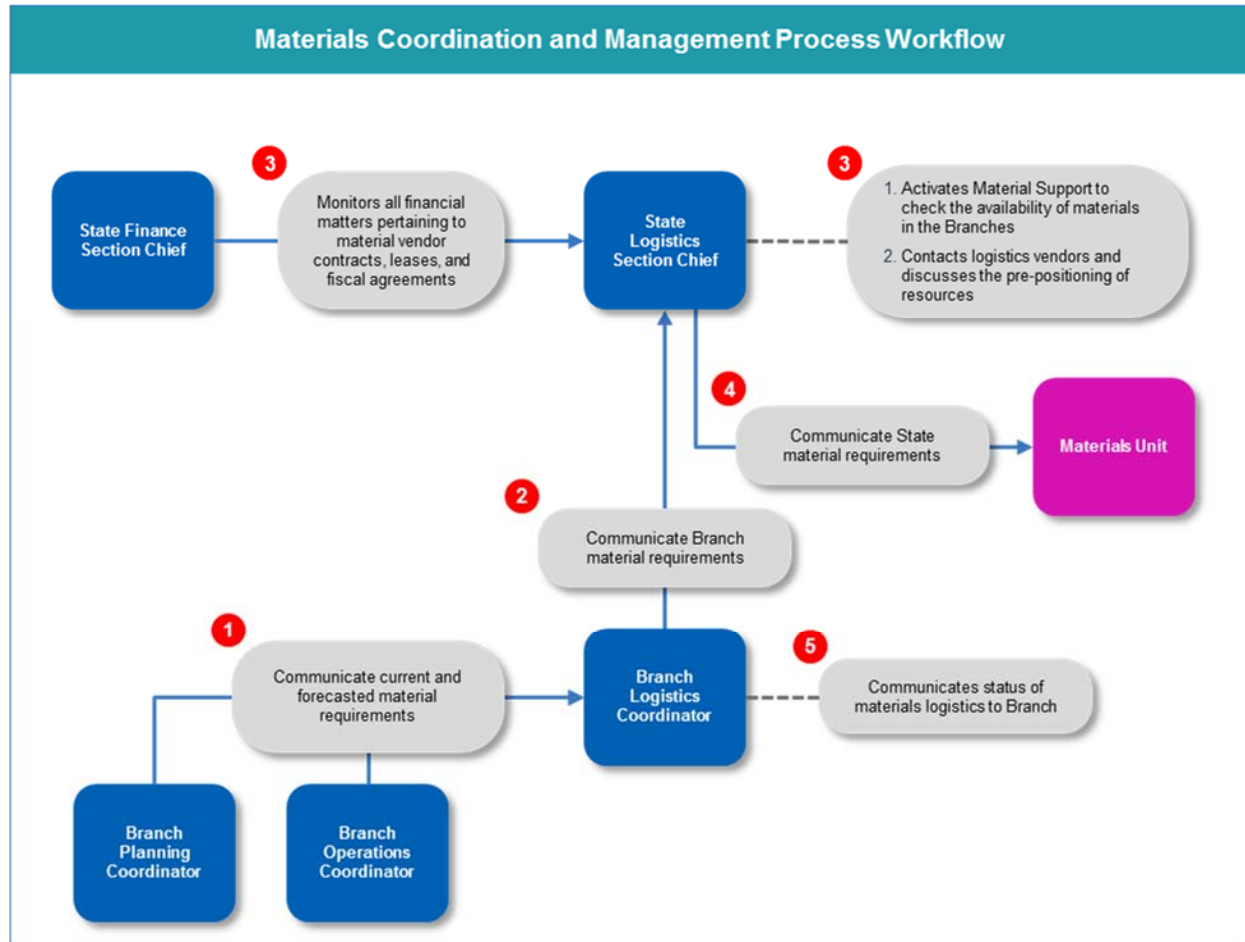 Materials Coordination and Management Process Workflow
3
State Finance
Section Chief
Monitors all financial
matters pertaining to
material vendor
contracts, leases, and
fiscal agreements
State
Logistics
Section Chief
3
1. Activates Material Support to
check the availability of materials
in the Branches
2. Contacts logistics vendors and
discusses the pre-positioning of
resources
4
Communicate State
material requirements
Materials Unit
2
Communicate Branch
material requirements
1
Communicate current and
forecasted material
requirements
Branch
Logistics
Coordinator
5
Communicates status of
materials logistics to Branch
Branch
Planning
Coordinator
Branch
Operations
Coordinator